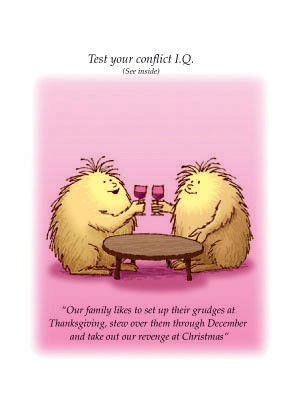 Test your conflict I.Q.
(See inside)
“Our family likes to set up their grudges at
Thanksgiving, stew over them through December
and take out our revenge at Christmas“